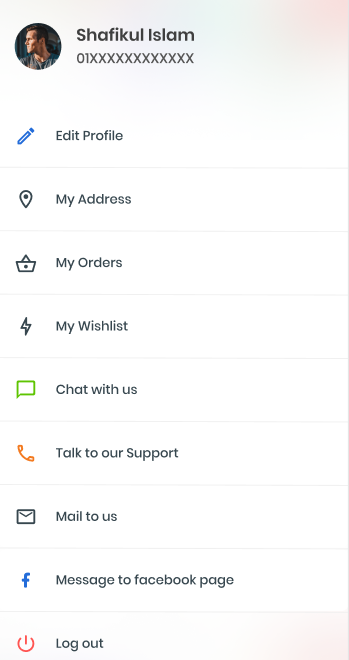 Shafikul Islam
01XXXXXXXXXXXX
Edit Profile
My Address
My Orders
My Wishlist
Chat with us
Talk to our Support
Mail to us
Message to facebook page
Log out